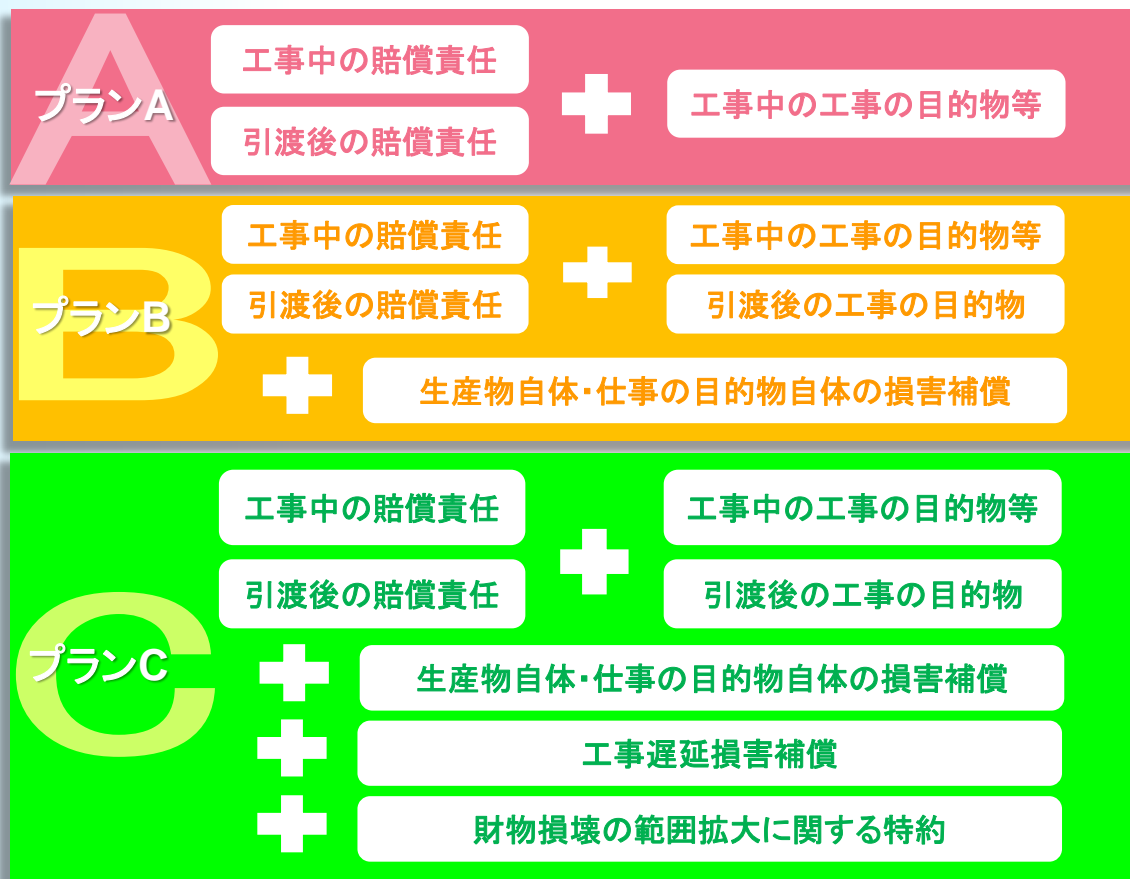 プランA
工事中の賠償責任
引渡後の賠償責任
工事中の工事の目的物等
プランB
工事中の賠償責任
引渡後の賠償責任
工事中の工事の目的物等
引渡後の工事の目的物
生産物自体・仕事の目的物自体の損害補償
プランC
工事中の賠償責任
引渡後の賠償責任
工事中の工事の目的物等
引渡後の工事の目的物
生産物自体・仕事の目的物自体の損害補償
工事遅延損害補償
財物損壊の範囲拡大に関する特約
A
B
C